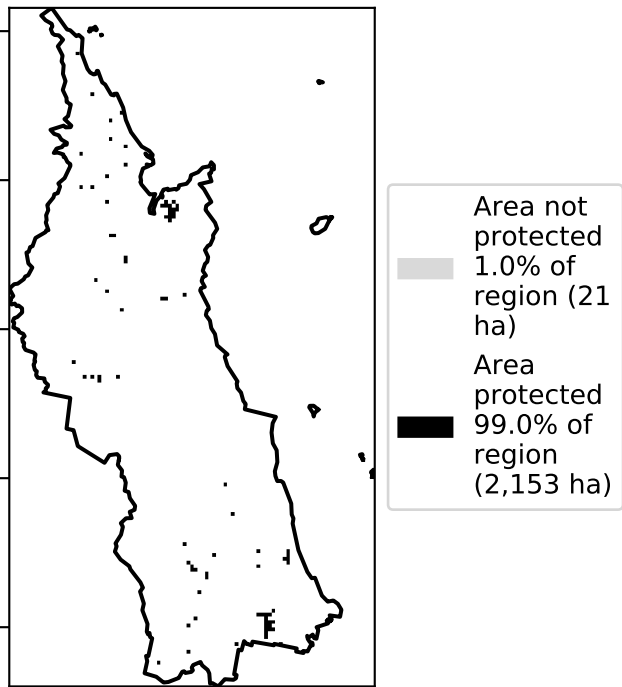 Area not
protected
1.0% of
region (21
ha)
Area
protected
99.0% of
region
(2,153 ha)